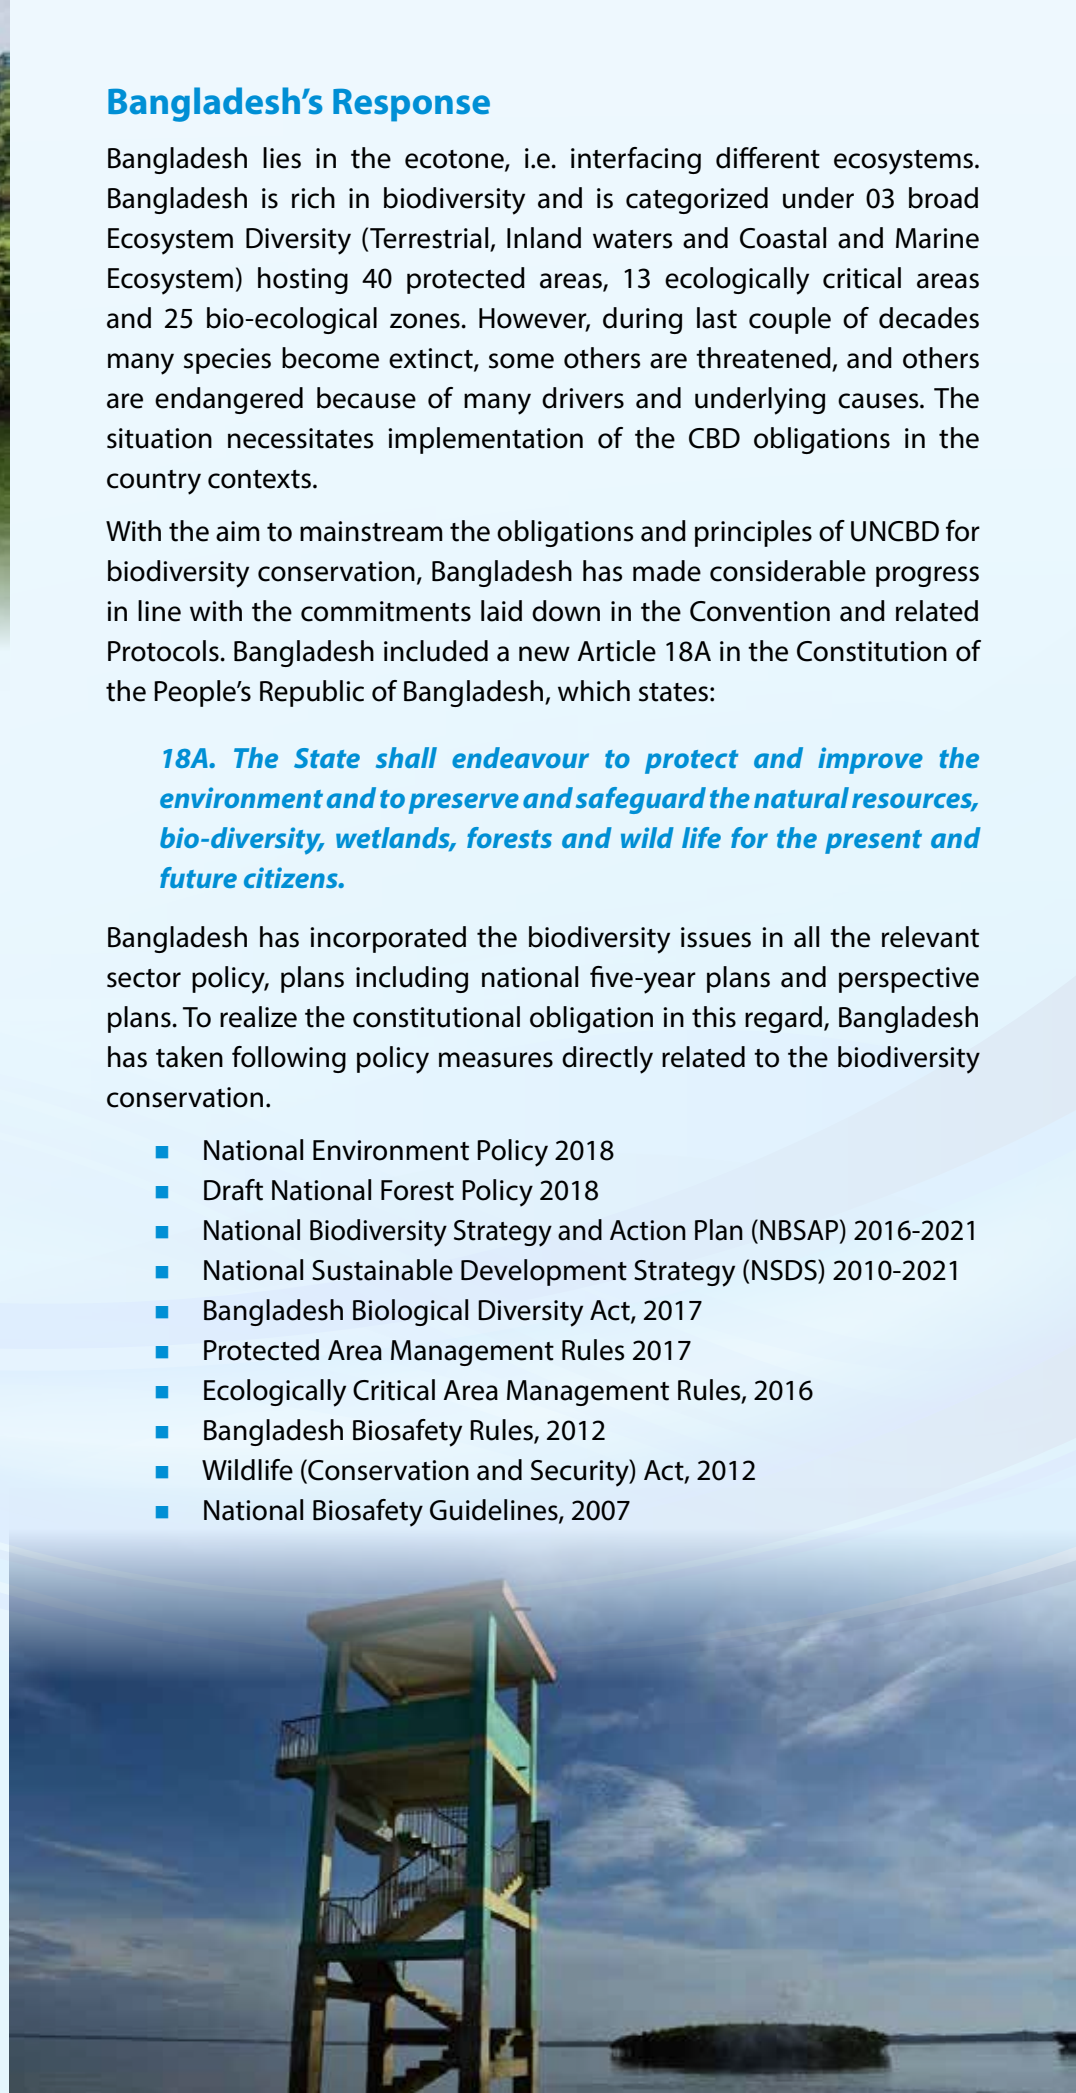 Bangladesh’s Response
Bangladesh lies in the ecotone, i.e. interfacing different ecosystems.
Bangladesh is rich in biodiversity and is categorized under 03 broad
Ecosystem Diversity (Terrestrial, Inland waters and Coastal and Marine
Ecosystem) hosting 40 protected areas, 13 ecologically critical areas
and 25 bio-ecological zones. However, during last couple of decades
many species become extinct, some others are threatened, and others
are endangered because of many drivers and underlying causes. The
situation necessitates implementation of the CBD obligations in the
country contexts.
With the aim to mainstream the obligations and principles of UNCBD for
biodiversity conservation, Bangladesh has made considerable progress
in line with the commitments laid down in the Convention and related
Protocols. Bangladesh included a new Article 18A in the Constitution of
the People’s Republic of Bangladesh, which states:
18A. The State shall endeavour to protect and improve the
environment and to preserve and safeguard the natural resources,
bio-diversity, wetlands, forests and wild life for the present and
future citizens.
Bangladesh has incorporated the biodiversity issues in all the relevant
sector policy, plans including national five-year plans and perspective
plans. To realize the constitutional obligation in this regard, Bangladesh
has taken following policy measures directly related to the biodiversity
conservation.
■ National Environment Policy 2018
■ Draft National Forest Policy 2018
■ National Biodiversity Strategy and Action Plan (NBSAP) 2016-2021
■ National Sustainable Development Strategy (NSDS) 2010-2021
■ Bangladesh Biological Diversity Act, 2017
■ Protected Area Management Rules 2017
■ Ecologically Critical Area Management Rules, 2016
■ Bangladesh Biosafety Rules, 2012
■ Wildlife (Conservation and Security) Act, 2012
■ National Biosafety Guidelines, 2007